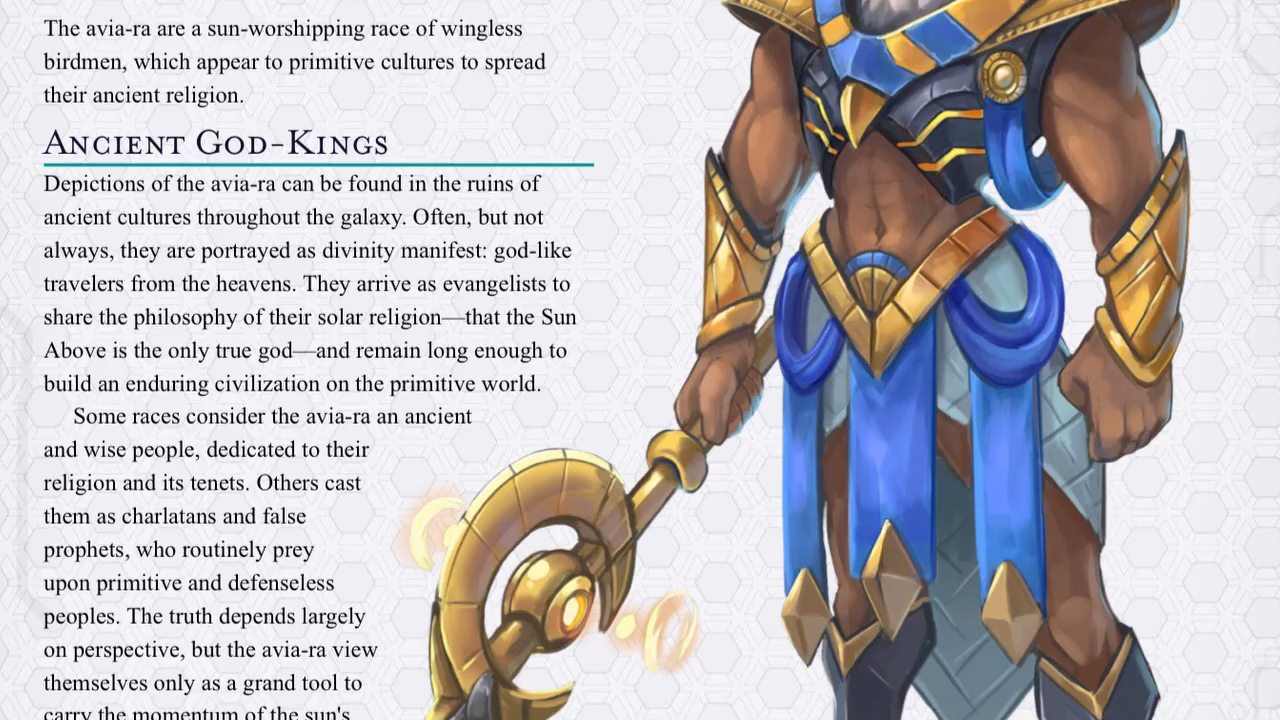 The avia-ra are a sun-worshipping race of wingless
birdmen, which appear to primitive cultures to spread
their ancient religion.
Ancient God-Kings
Depictions of the avia-ra can be found in the ruins of
ancient cultures throughout the galaxy. Often, but not
always, they are portrayed as divinity manifest: god-like
travelers from the heavens. They arrive as evangelists to
share the philosophy of their solar religion—that the Sun
Above is the only true god—and remain long enough to
build an enduring civilization on the primitive world.
Some races consider the avia-ra an ancient
and wise people, dedicated to their
religion and its tenets. Others cast
them as charlatans and false
prophets, who routinely prey
upon primitive and defenseless
peoples. The truth depends largely
on perspective, but the avia-ra view
themselves only as a grand tool to
carry the momentum of the sun's